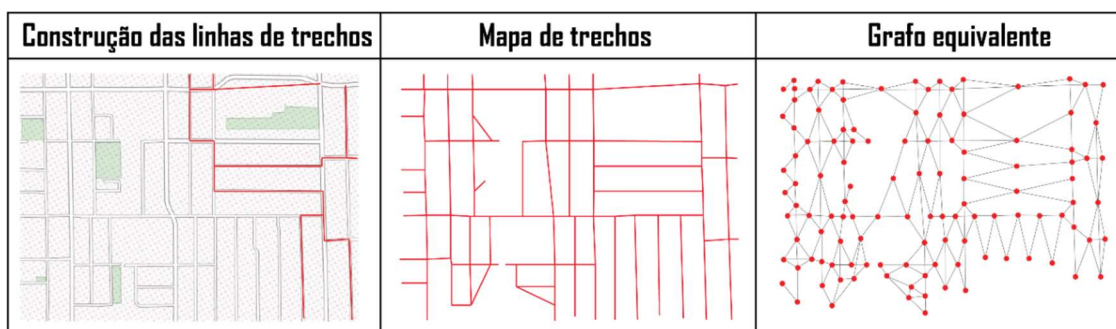 Construção das linhas de trechos
Mapa de trechos
Grafo equivalente